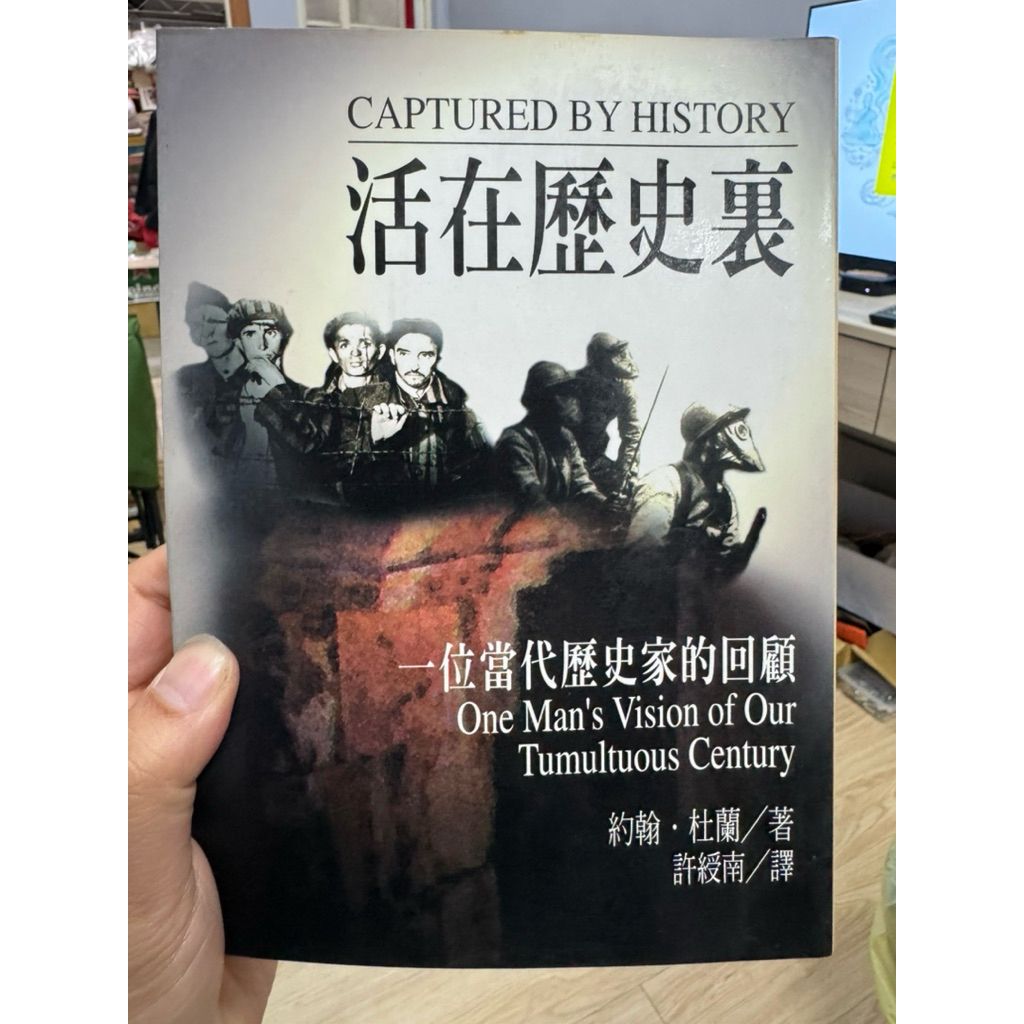 CAPTURED BY HISTORY
活在歷史裏
一位當代歷史家的回顧
One Man's Vision of Our
Tumultuous Century
約翰·杜蘭/著
許綬南/譯